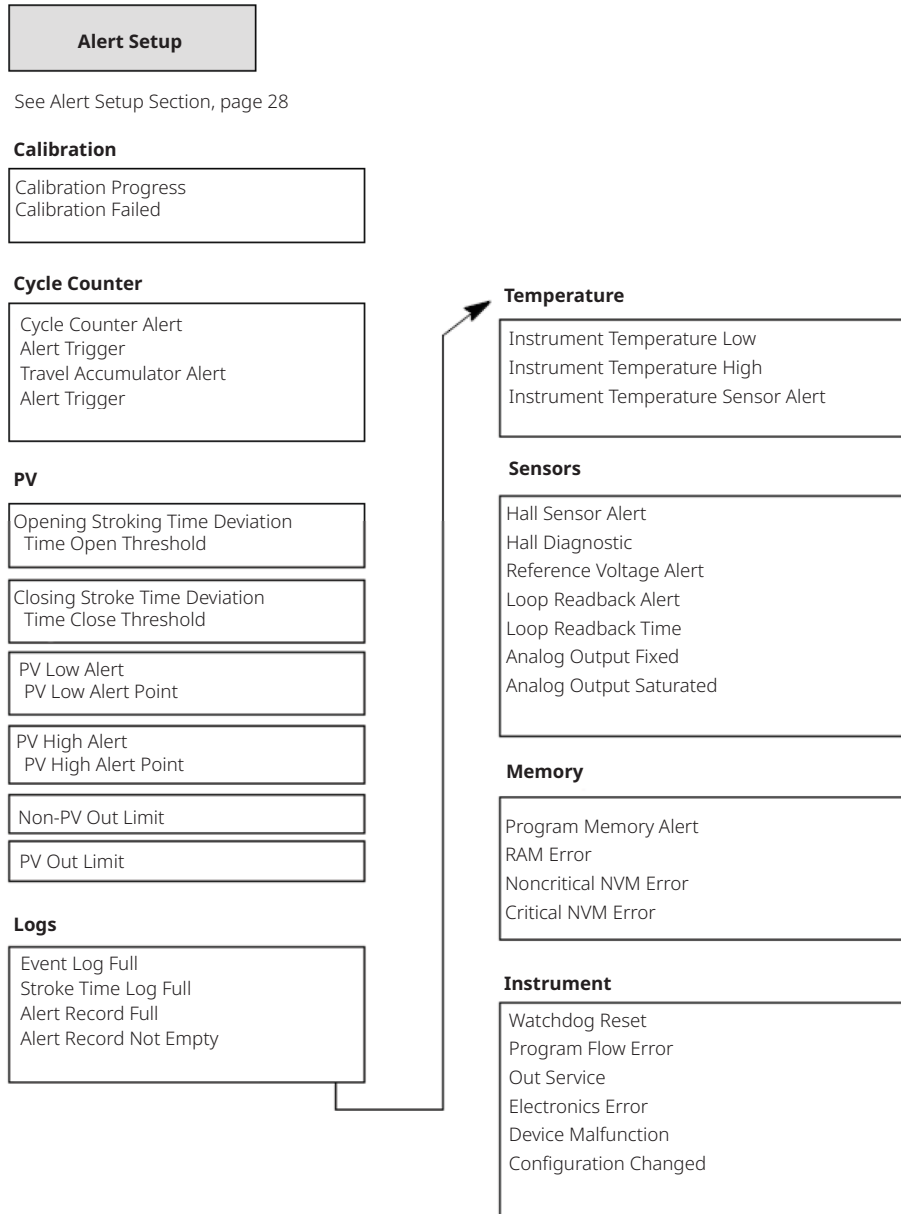 Alert Setup
See Alert Setup Section, page 28
Calibration
Calibration Progress
Calibration Failed
Cycle Counter
Cycle Counter Alert
Alert Trigger
Travel Accumulator Alert
Alert Trigger
PV
Opening Stroking Time Deviation
Time Open Threshold
Closing Stroke Time Deviation
Time Close Threshold
PV Low Alert
PV Low Alert Point
PV High Alert
PV High Alert Point
Non-PV Out Limit
PV Out Limit
Logs
Event Log Full
Stroke Time Log Full
Alert Record Full
Alert Record Not Empty
Temperature
Instrument Temperature Low
Instrument Temperature High
Instrument Temperature Sensor Alert
Sensors
Hall Sensor Alert
Hall Diagnostic
Reference Voltage Alert
Loop Readback Alert
Loop Readback Time
Analog Output Fixed
Analog Output Saturated
Memory
Program Memory Alert
RAM Error
Noncritical NVM Error
Critical NVM Error
Instrument
Watchdog Reset
Program Flow Error
Out Service
Electronics Error
Device Malfunction
Configuration Changed